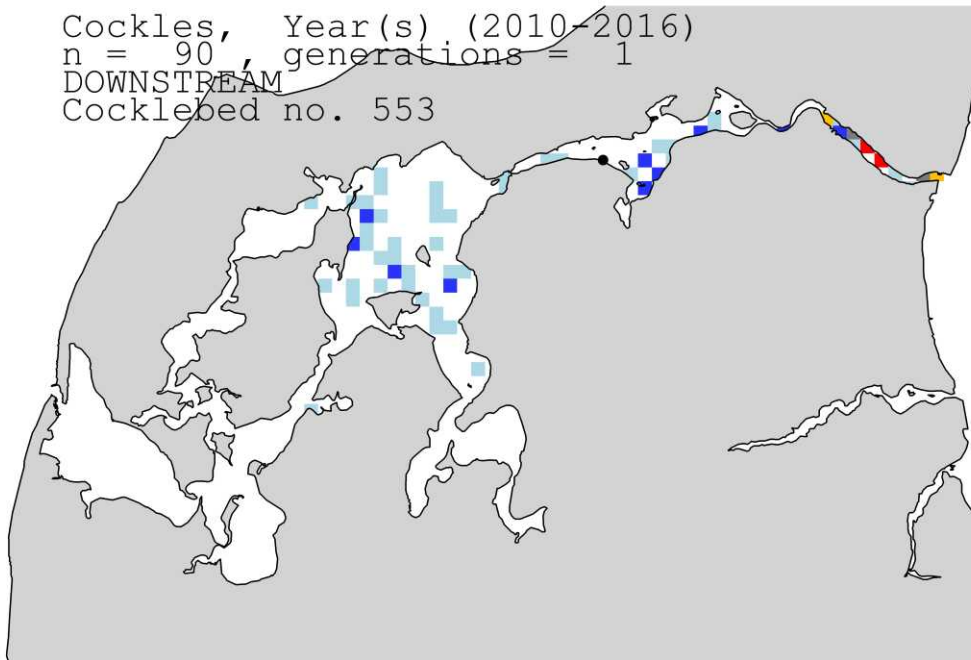 Cockles, Year(s) (2010-2016)
n = 90 , generations = 1
DOWNSTREAM
Cocklebed no. 553